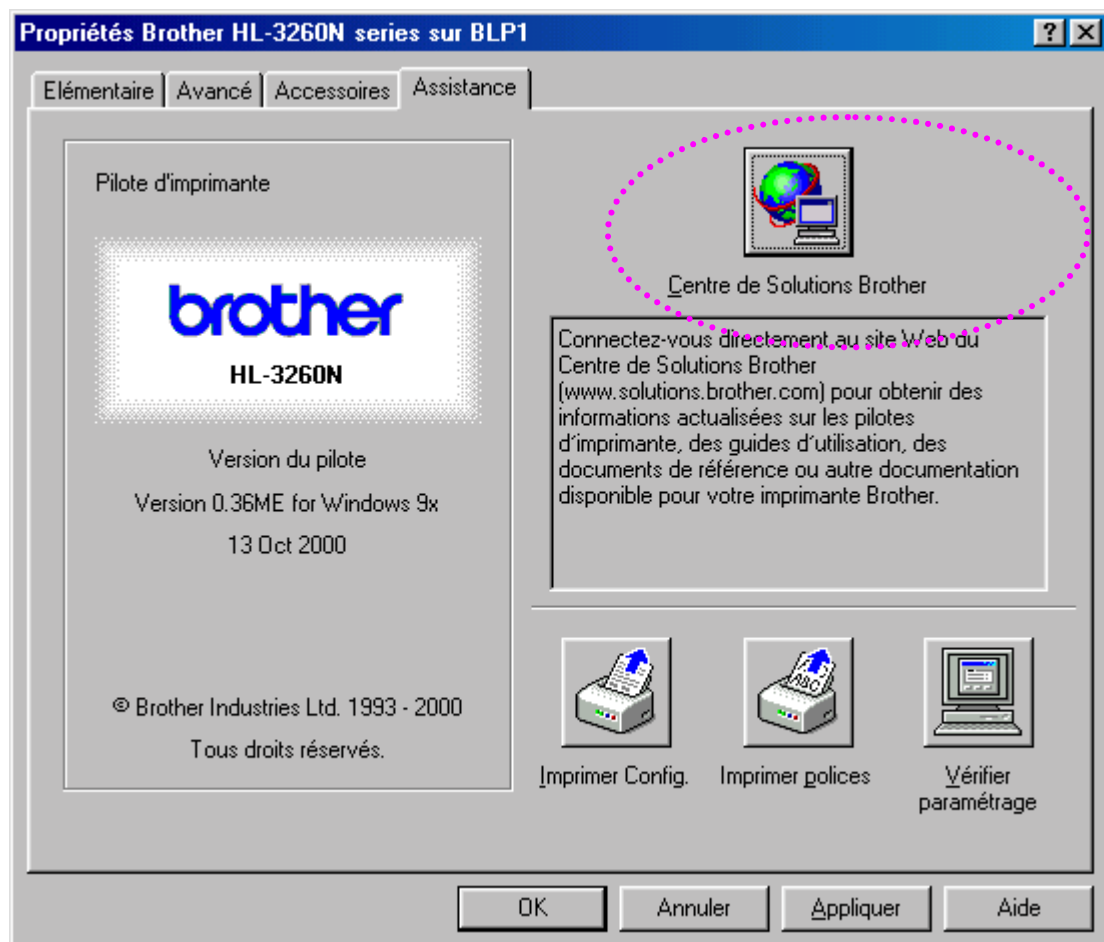 Propriétés Brother HL-3260N series sur BLP1
Elémentaire
Avancé
Accessoires
Assistance
Pilote d'imprimante
brother
HL-3260N
Version du pilote
Version 0.36ME for Windows 9x
13 Oct 2000
© Brother Industries Ltd. 1993 - 2000
Tous droits réservés.
Centre de Solutions Brother
Connectez-vous directement au site Web du
Centre de Solutions Brother
(www.solutions.brother.com) pour obtenir des
informations actualisées sur les pilotes
d´imprimante, des guides d´utilisation, des
documents de référence ou autre documentation
disponible pour votre imprimante Brother.
Imprimer Config.
Imprimer polices
Vérifier
paramétrage
OK
Annuler
Appliquer
Aide